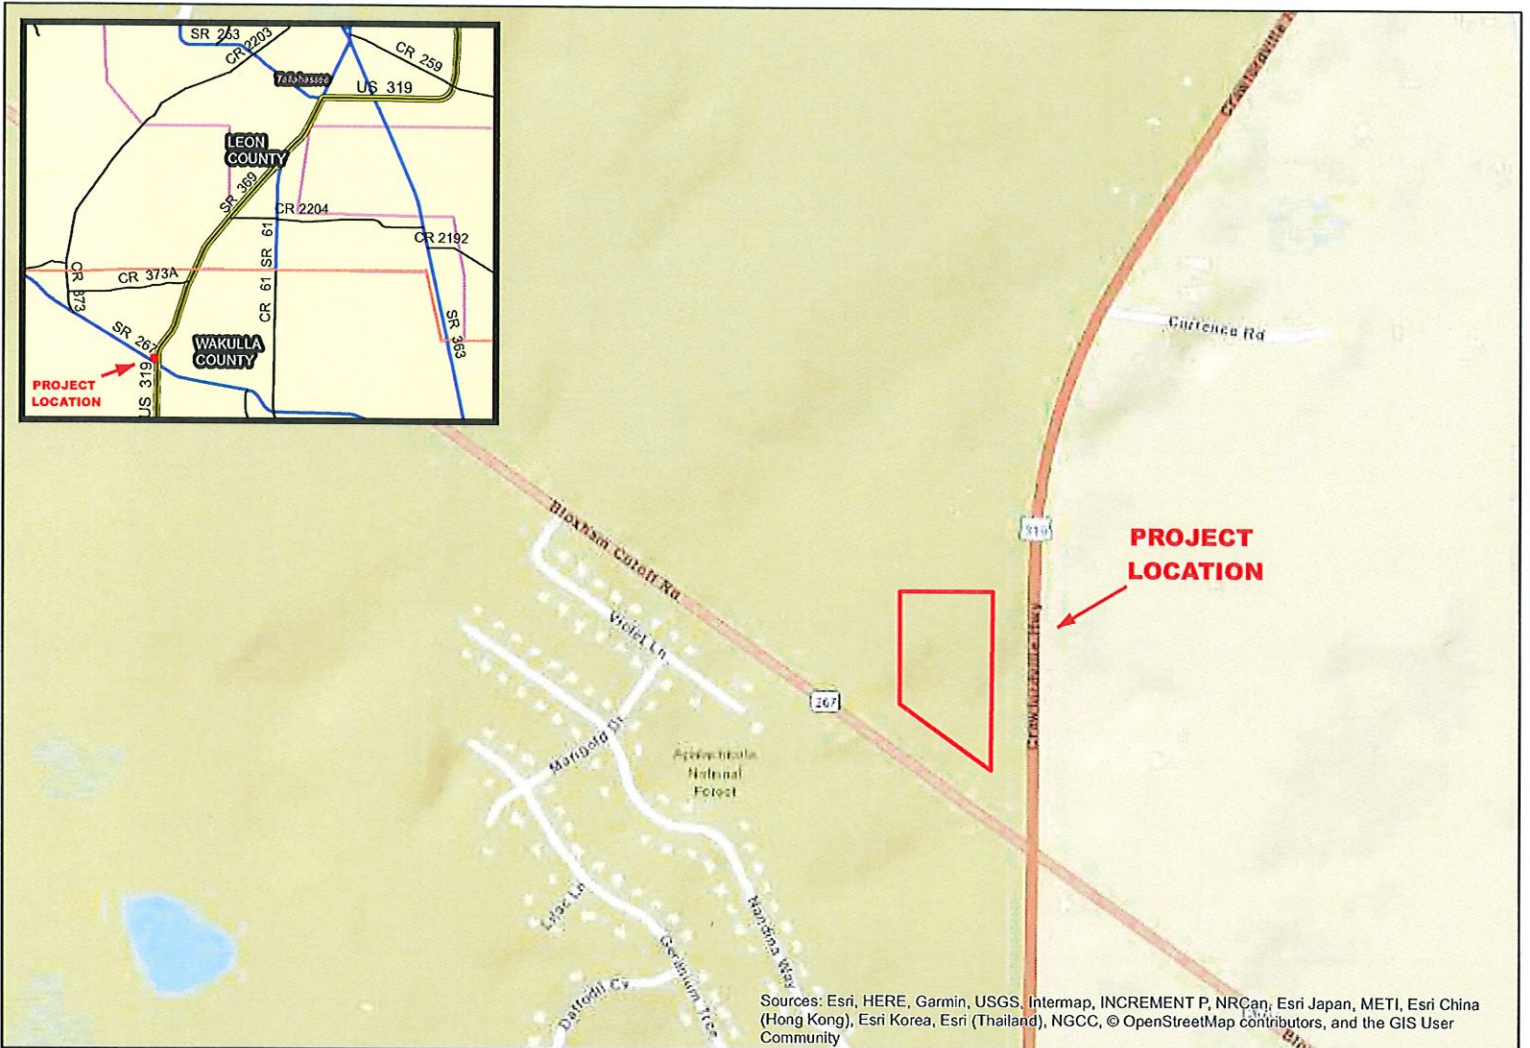 SR 263
CR 2203
CR 259
Tallahassee
US 319
LEON
COUNTY
SR 369
CR 2204
SR 61
CR 2192
CR 373A
CR 61
CR 373
SR 267
SR 363
WAKULLA
COUNTY
PROJECT
LOCATION
US 319
Crawfordville
319
PROJECT
LOCATION
Bloxham Cutoff Rd
Violet Ln
Crawfordville Hwy
267
Marigold Dr
Apalachicola
National
Forest
Lilac Ln
Nandina Way
Geranium Tree
Daffodil Cv
Sources: Esri, HERE, Garmin, USGS, Intermap, INCREMENT P, NRCan, Esri Japan, METI, Esri China
(Hong Kong), Esri Korea, Esri (Thailand), NGCC, © OpenStreetMap contributors, and the GIS User
Community